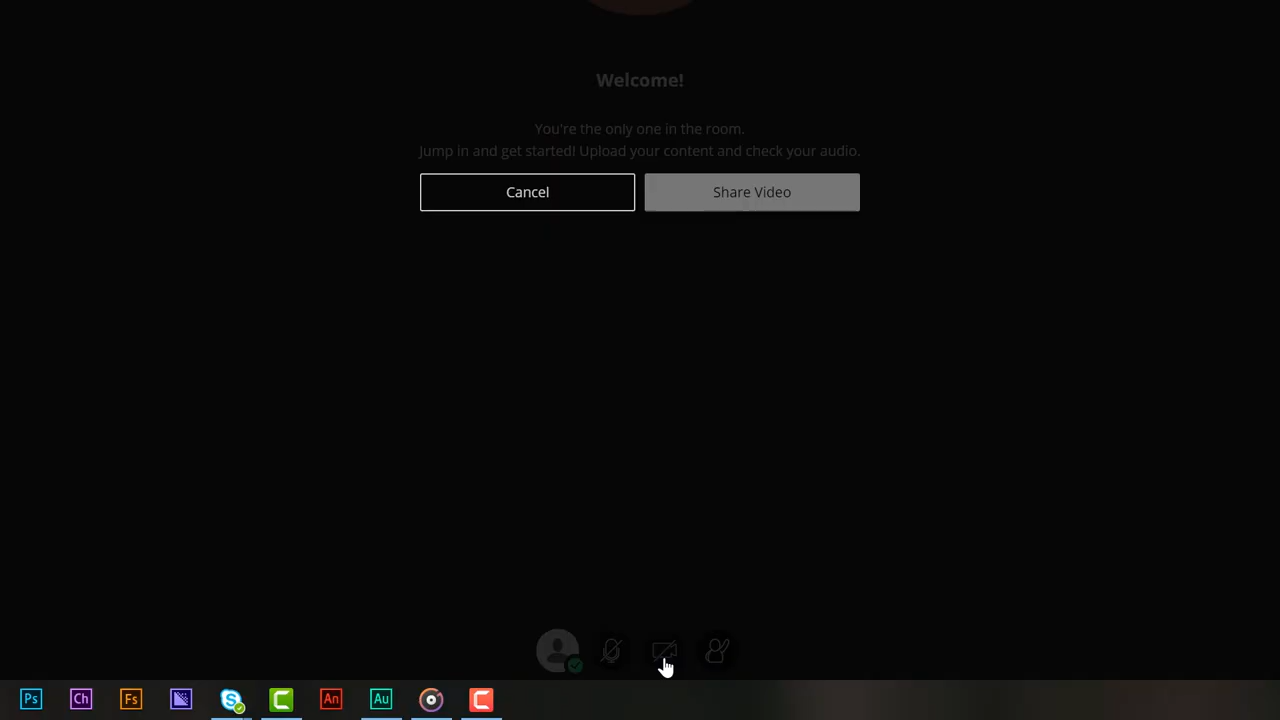 Welcome!
You're the only one in the room.
Jump in and get started! Upload your content and check your audio.
Cancel
Share Video
Ps
Ch
Fs
S
C
An
Au
C